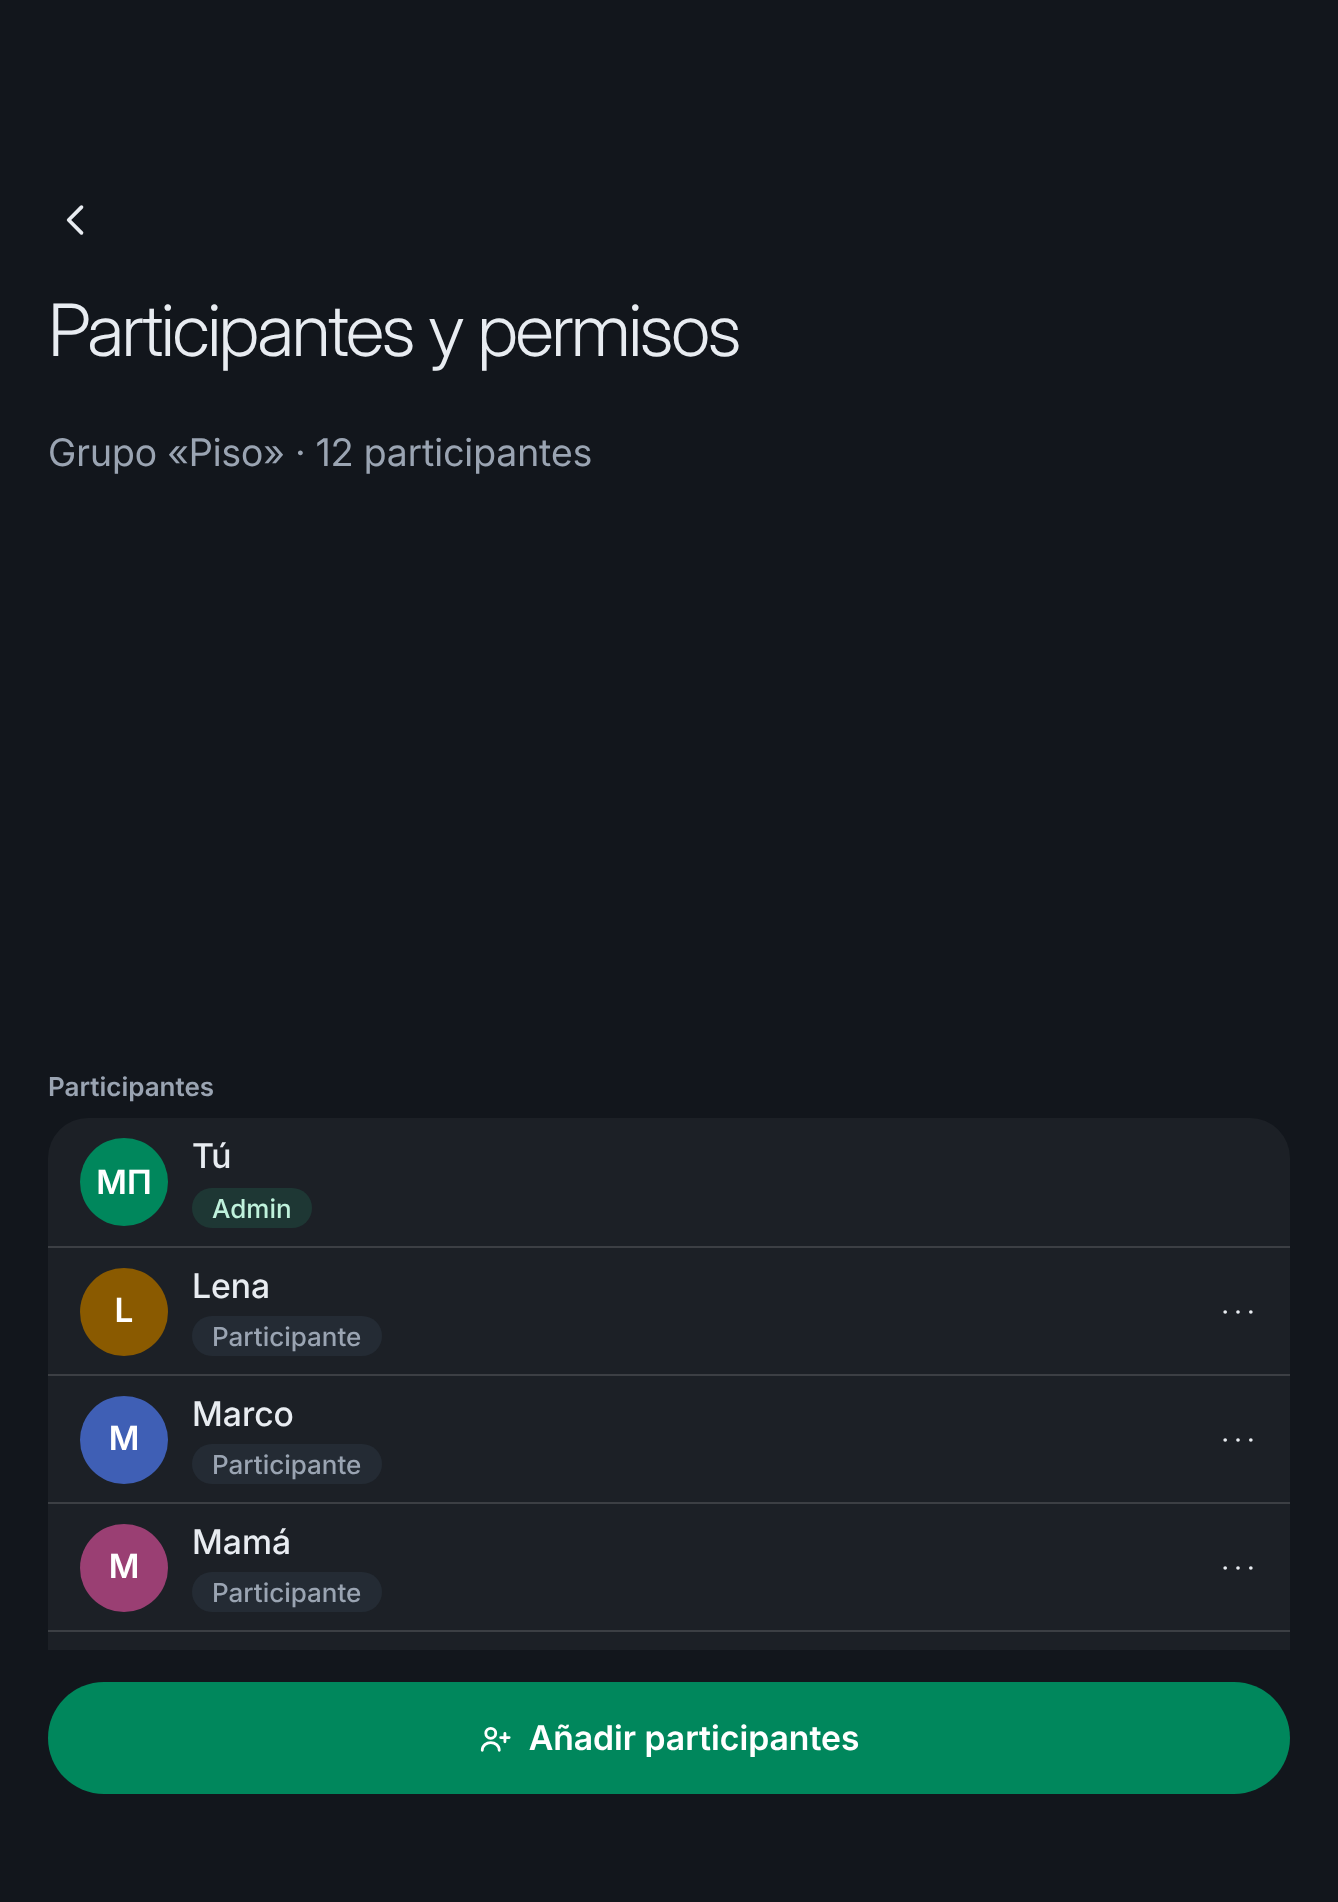 Participantes y permisos
Grupo «Piso» · 12 participantes
Participantes
МП
Tú
Admin
L
Lena
Participante
M
Marco
Participante
M
Mamá
Participante
Añadir participantes